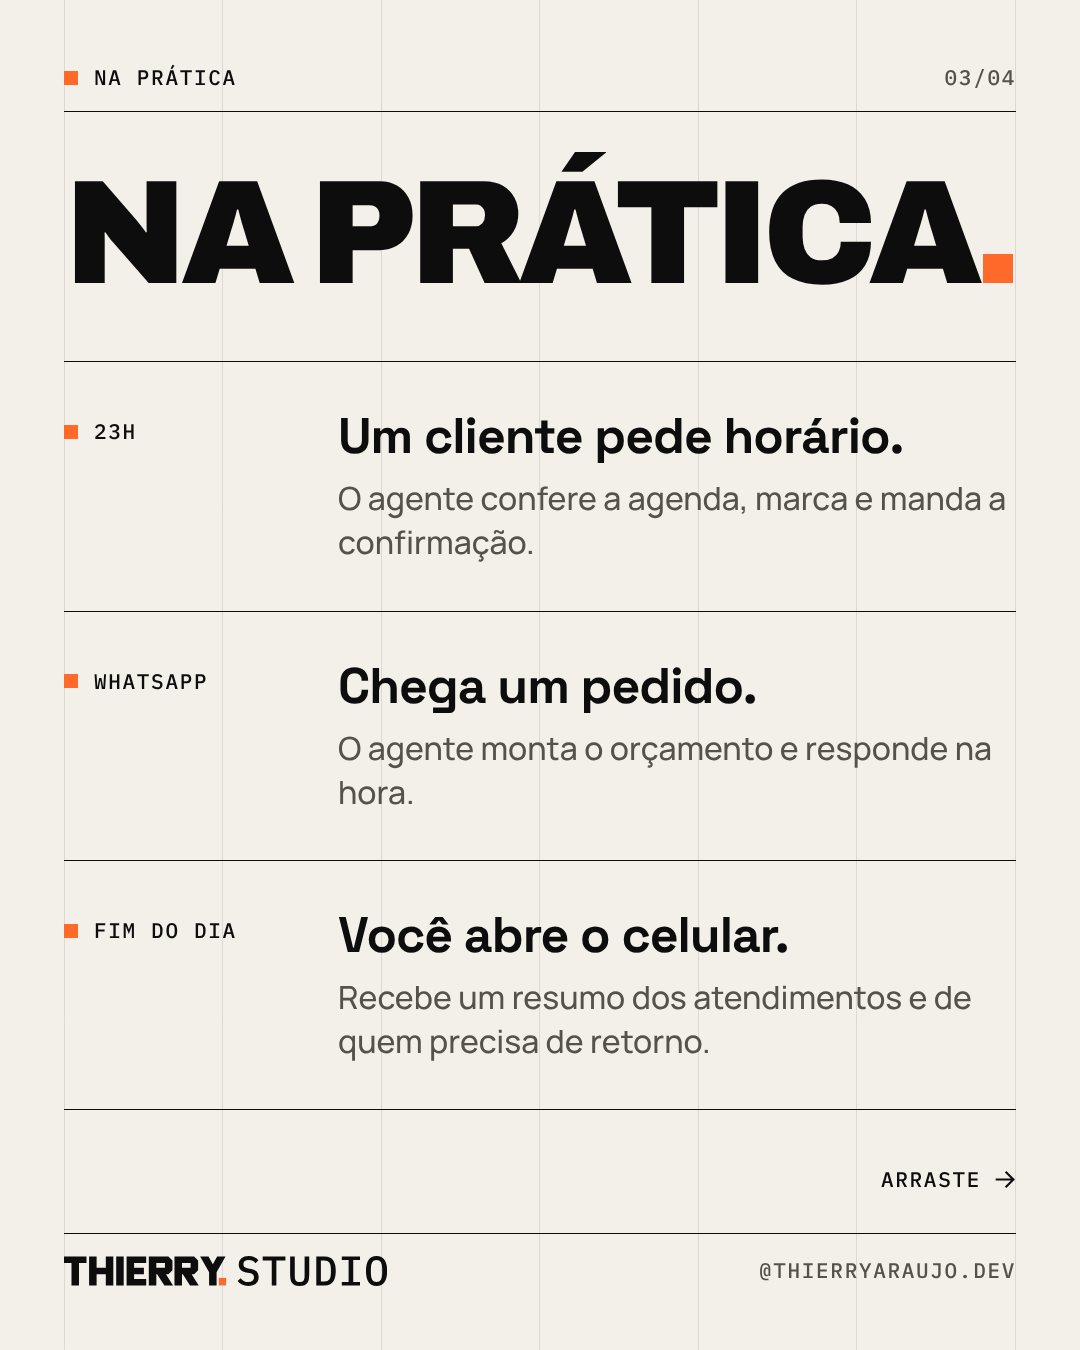 NA PRÁTICA
03/04
NA PRÁTICA.
23H
Um cliente pede horário.
O agente confere a agenda, marca e manda a
confirmação.
WHATSAPP
Chega um pedido.
O agente monta o orçamento e responde na
hora.
FIM DO DIA
Você abre o celular.
Recebe um resumo dos atendimentos e de
quem precisa de retorno.
ARRASTE →
THIERRY. STUDIO
@THIERRYARAUJO.DEV